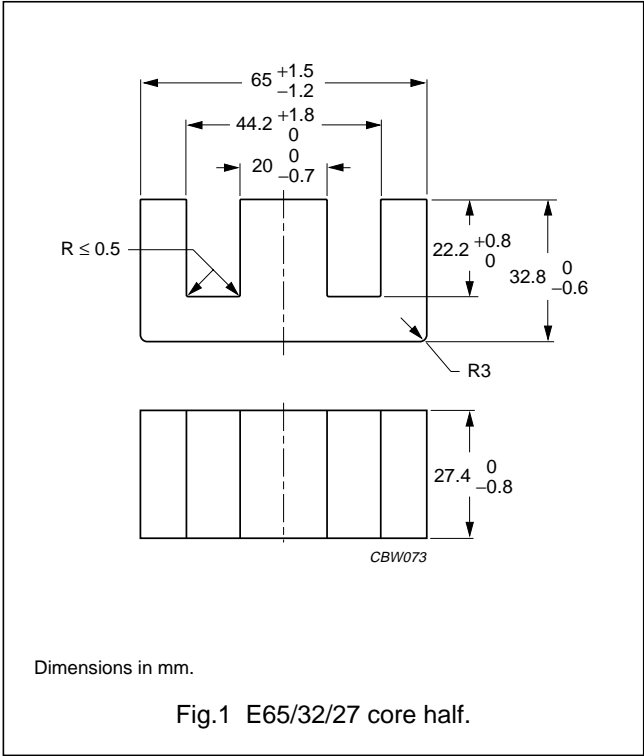 65 +1.5
−1.2
44.2 +1.8
0
20 0
−0.7
R ≤ 0.5
22.2 +0.8
0
32.8 0
−0.6
R3
27.4 0
−0.8
CBW073
Dimensions in mm.
Fig.1 E65/32/27 core half.